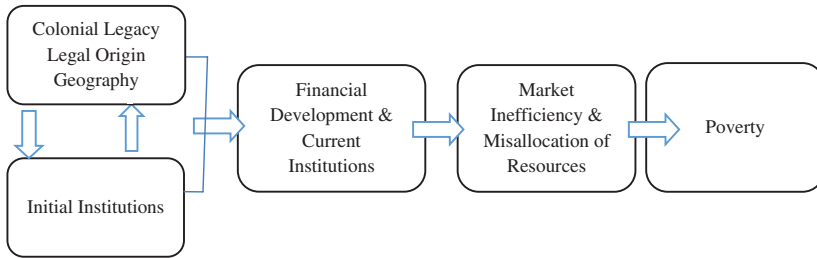 Colonial Legacy
Legal Origin
Geography
Initial Institutions
Financial
Development &
Current
Institutions
Market
Inefficiency &
Misallocation of
Resources
Poverty